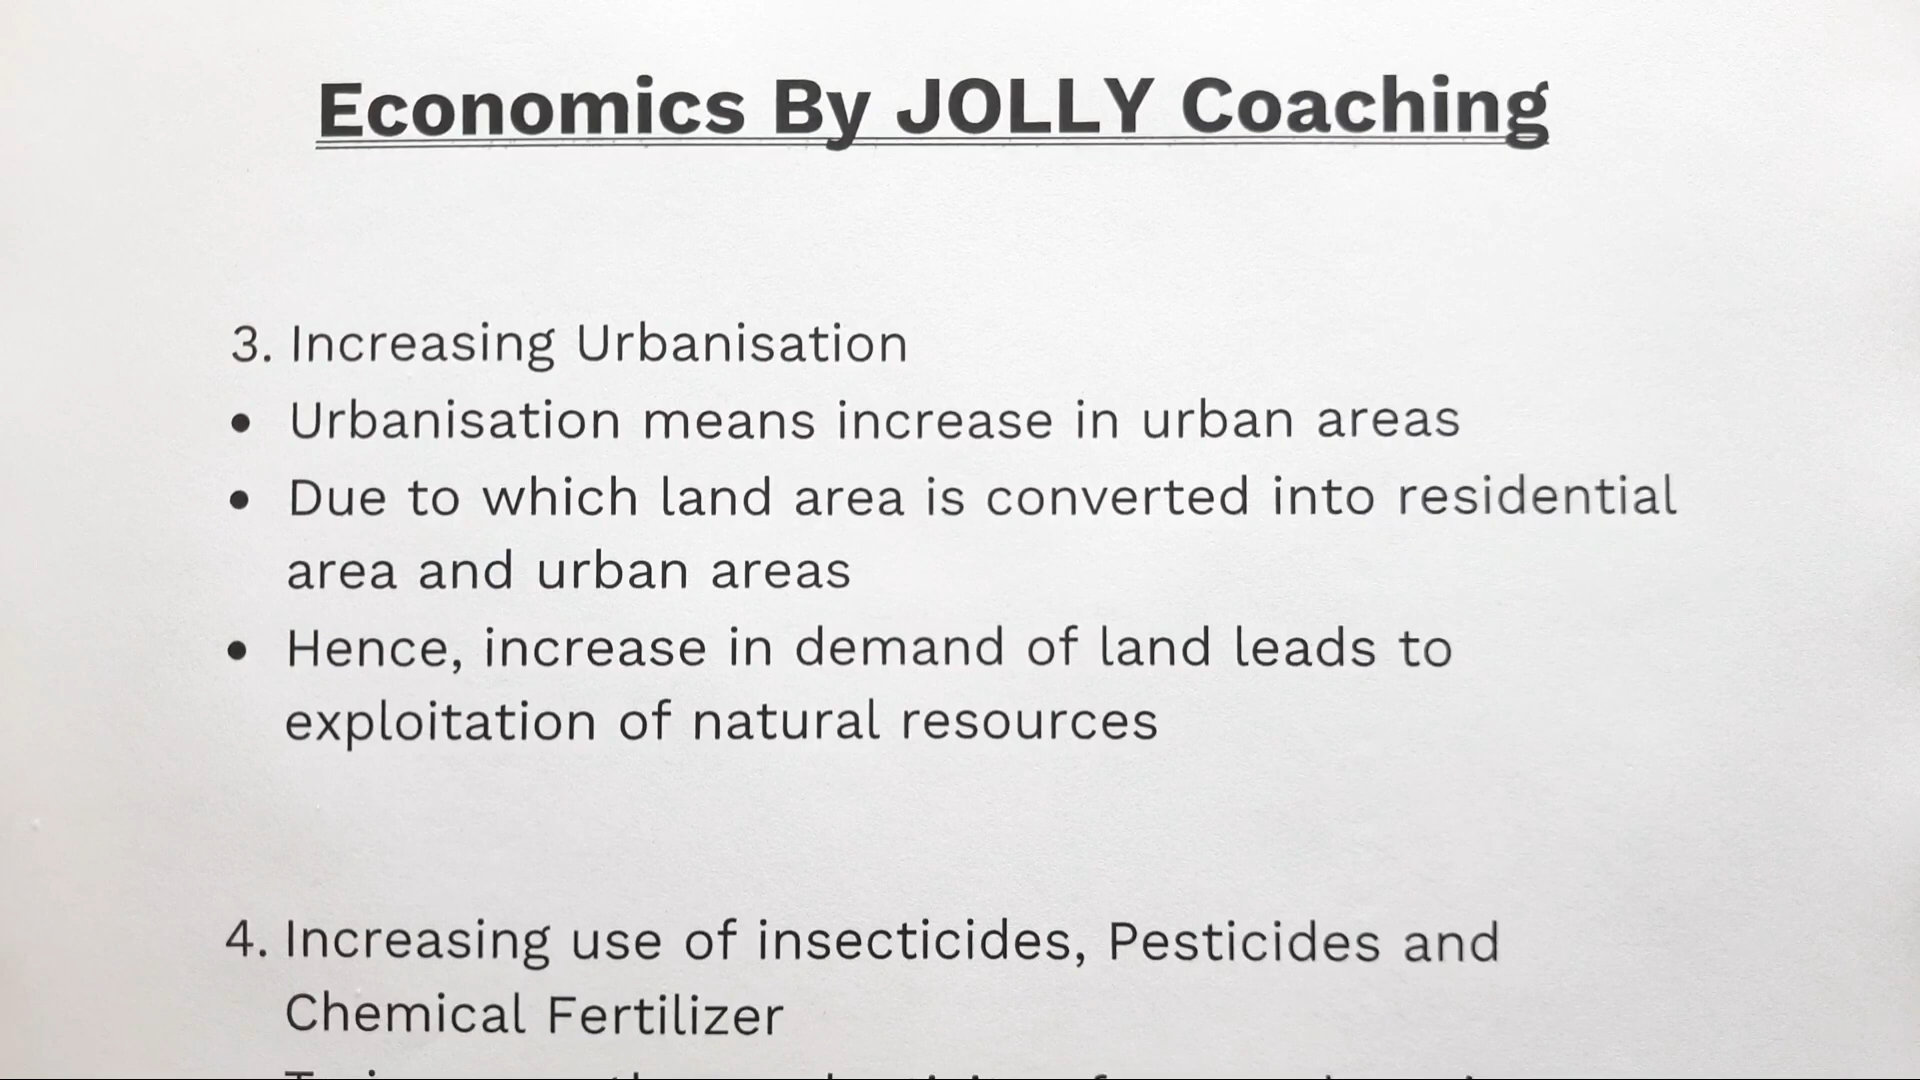 Economics By JOLLY Coaching
3. Increasing Urbanisation
• Urbanisation means increase in urban areas
• Due to which land area is converted into residential
area and urban areas
• Hence, increase in demand of land leads to
exploitation of natural resources
4. Increasing use of insecticides, Pesticides and
Chemical Fertilizer